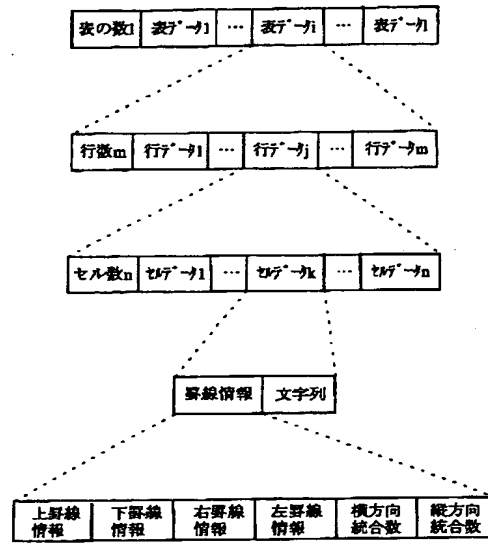 表の数l 表データ1 … 表データi … 表データl
行数m 行データ1 … 行データj … 行データm
セル数n セルデータ1 … セルデータk … セルデータn
罫線情報 文字列
上罫線情報 下罫線情報 右罫線情報 左罫線情報 横方向統合数 縦方向統合数